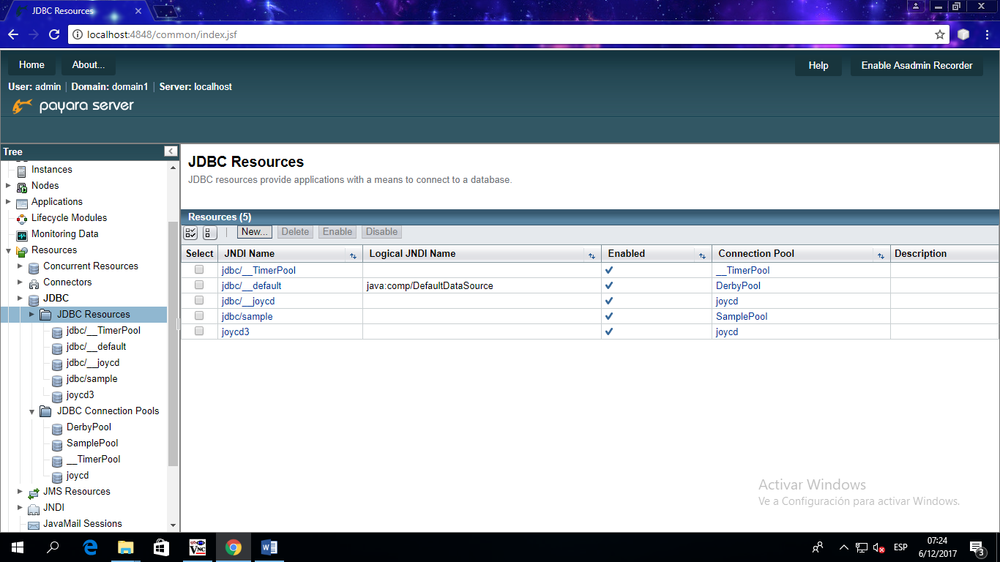 JDBC Resources
localhost:4848/common/index.jsf
Home
About...
Help
Enable Asadmin Recorder
User: admin | Domain: domain1 | Server: localhost
payara server
Tree
Instances
Nodes
Applications
Lifecycle Modules
Monitoring Data
Resources
Concurrent Resources
Connectors
JDBC
JDBC Resources
jdbc/__TimerPool
jdbc/__default
jdbc/__joycd
jdbc/sample
joycd3
JDBC Connection Pools
DerbyPool
SamplePool
__TimerPool
joycd
JMS Resources
JNDI
JavaMail Sessions
JDBC Resources
JDBC resources provide applications with a means to connect to a database.
Resources (5)
New... Delete Enable Disable
Select JNDI Name Logical JNDI Name Enabled Connection Pool Description
jdbc/__TimerPool __TimerPool
jdbc/__default java:comp/DefaultDataSource DerbyPool
jdbc/__joycd joycd
jdbc/sample SamplePool
joycd3 joycd
Activar Windows
Ve a Configuración para activar Windows.
VNC
ESP
07:24
6/12/2017
3